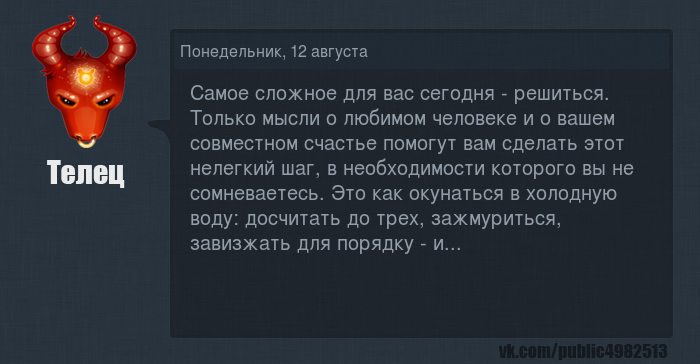 Понедельник, 12 августа
Самое сложное для вас сегодня - решиться.
Только мысли о любимом человеке и о вашем
совместном счастье помогут вам сделать этот
нелегкий шаг, в необходимости которого вы не
сомневаетесь. Это как окунаться в холодную
воду: досчитать до трех, зажмуриться,
завизжать для порядку - и...
Телец
vk.com/public4982513